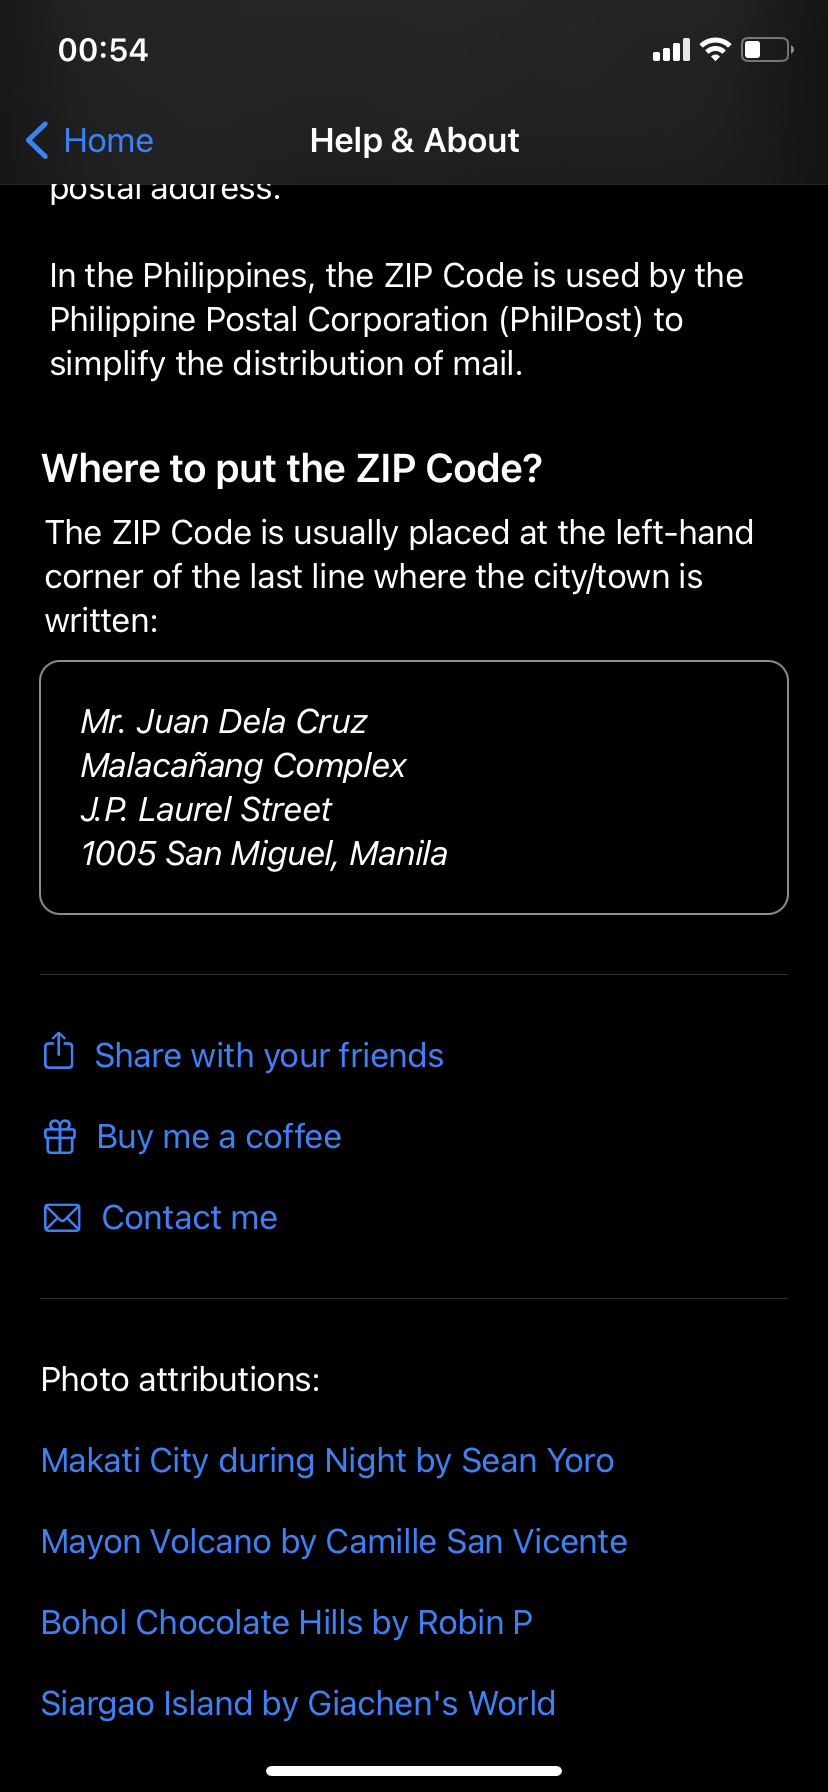 00:54
Home
Help & About
postal address.
In the Philippines, the ZIP Code is used by the
Philippine Postal Corporation (PhilPost) to
simplify the distribution of mail.
Where to put the ZIP Code?
The ZIP Code is usually placed at the left-hand
corner of the last line where the city/town is
written:
Mr. Juan Dela Cruz
Malacañang Complex
J.P. Laurel Street
1005 San Miguel, Manila
Share with your friends
Buy me a coffee
Contact me
Photo attributions:
Makati City during Night by Sean Yoro
Mayon Volcano by Camille San Vicente
Bohol Chocolate Hills by Robin P
Siargao Island by Giachen's World